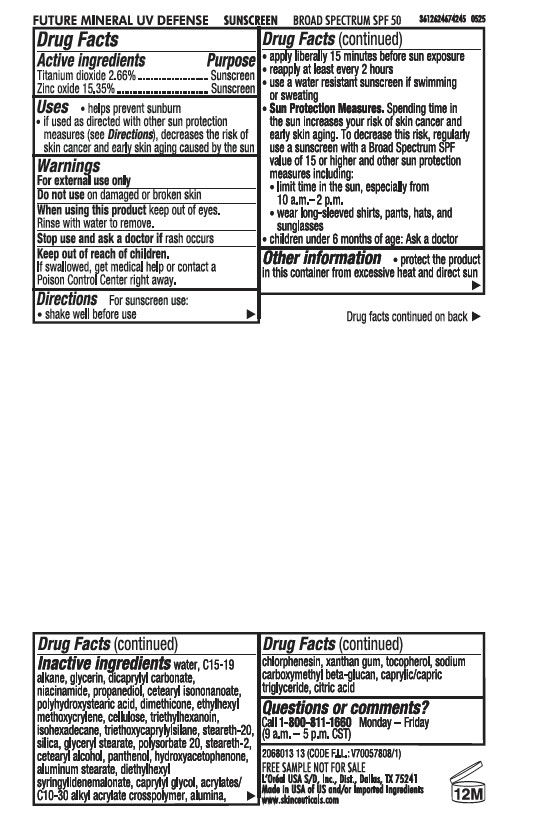 FUTURE MINERAL UV DEFENSE SUNSCREEN BROAD SPECTRUM SPF 50 3612624674245 0525
Drug Facts
Active ingredients Purpose
Titanium dioxide 2.66% Sunscreen
Zinc oxide 15.35% Sunscreen
Uses • helps prevent sunburn
• if used as directed with other sun protection
measures (see Directions), decreases the risk of
skin cancer and early skin aging caused by the sun
Warnings
For external use only
Do not use on damaged or broken skin
When using this product keep out of eyes.
Rinse with water to remove.
Stop use and ask a doctor if rash occurs
Keep out of reach of children.
If swallowed, get medical help or contact a
Poison Control Center right away.
Directions For sunscreen use:
• shake well before use ▶
Drug Facts (continued)
• apply liberally 15 minutes before sun exposure
• reapply at least every 2 hours
• use a water resistant sunscreen if swimming
or sweating
• Sun Protection Measures. Spending time in
the sun increases your risk of skin cancer and
early skin aging. To decrease this risk, regularly
use a sunscreen with a Broad Spectrum SPF
value of 15 or higher and other sun protection
measures including:
• limit time in the sun, especially from
10 a.m.–2 p.m.
• wear long-sleeved shirts, pants, hats, and
sunglasses
• children under 6 months of age: Ask a doctor
Other information • protect the product
in this container from excessive heat and direct sun
▶
Drug facts continued on back ▶
Drug Facts (continued)
Inactive ingredients water, C15-19
alkane, glycerin, dicaprylyl carbonate,
niacinamide, propanediol, cetearyl isononanoate,
polyhydroxystearic acid, dimethicone, ethylhexyl
methoxycrylene, cellulose, triethylhexanoin,
isohexadecane, triethoxycaprylylsilane, steareth-20,
silica, glyceryl stearate, polysorbate 20, steareth-2,
cetearyl alcohol, panthenol, hydroxyacetophenone,
aluminum stearate, diethylhexyl
syringylidenemalonate, caprylyl glycol, acrylates/
C10-30 alkyl acrylate crosspolymer, alumina, ▶
Drug Facts (continued)
chlorphenesin, xanthan gum, tocopherol, sodium
carboxymethyl beta-glucan, caprylic/capric
triglyceride, citric acid
Questions or comments?
Call 1-800-811-1660 Monday – Friday
(9 a.m. – 5 p.m. CST)
2068013 13 (CODE F.I.L.: V70057808/1)
FREE SAMPLE NOT FOR SALE
L'Oréal USA S/D, Inc., Dist., Dallas, TX 75241
Made in USA of US and/or Imported Ingredients
www.skinceuticals.com
12M